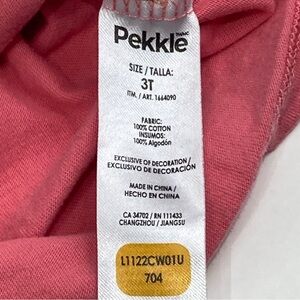 Pekkle
SIZE / TALLA:
3T
ITM. / ART. 1664090
FABRIC:
100% COTTON
INSUMOS:
100% Algodón
EXCLUSIVE OF DECORATION /
EXCLUSIVO DE DECORACIÓN
MADE IN CHINA /
HECHO EN CHINA
CA 34702 / RN 111433
CHANGZHOU / JIANGSU
L1122CW01U
704